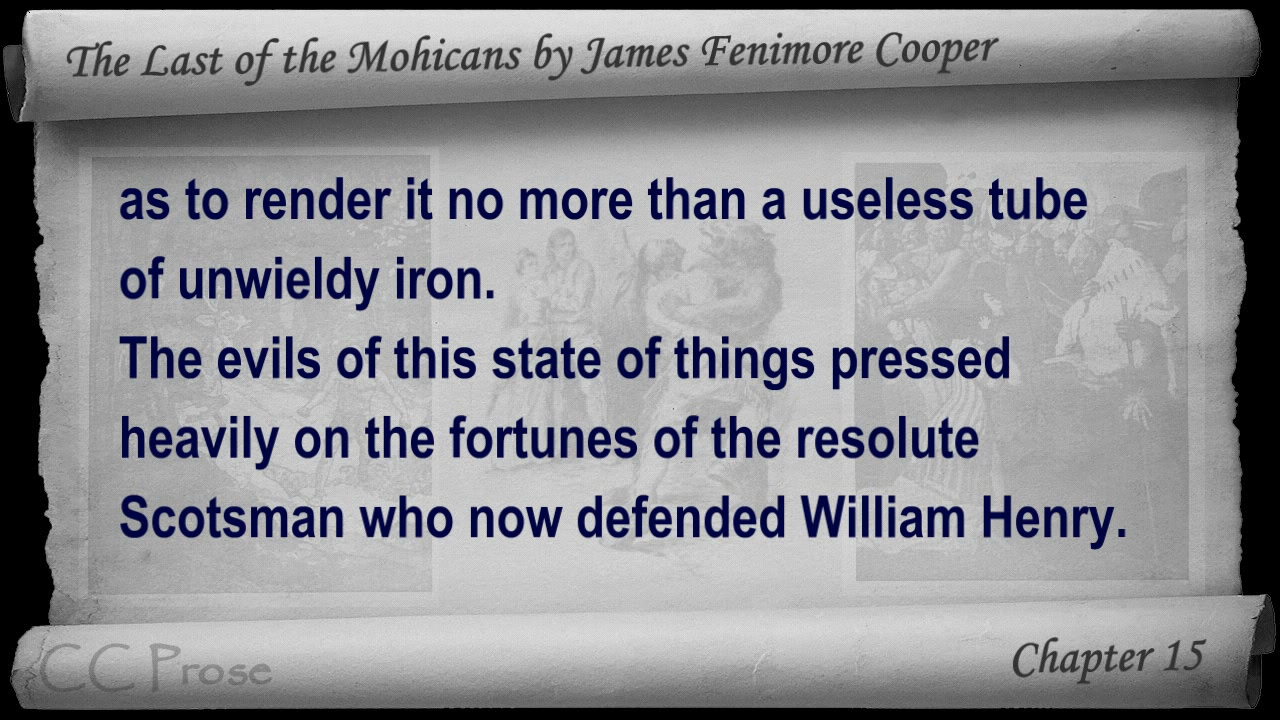 The Last of the Mohicans by James Fenimore Cooper
as to render it no more than a useless tube
of unwieldy iron.
The evils of this state of things pressed
heavily on the fortunes of the resolute
Scotsman who now defended William Henry.
CC Prose
Chapter 15